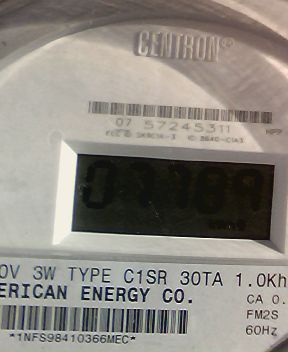 CENTRON®
07 57245311
0V 3W TYPE C1SR 30TA 1.0Kh
ERICAN ENERGY CO.
CA 0.
FM2S
60Hz
*1NFS98410366MEC*